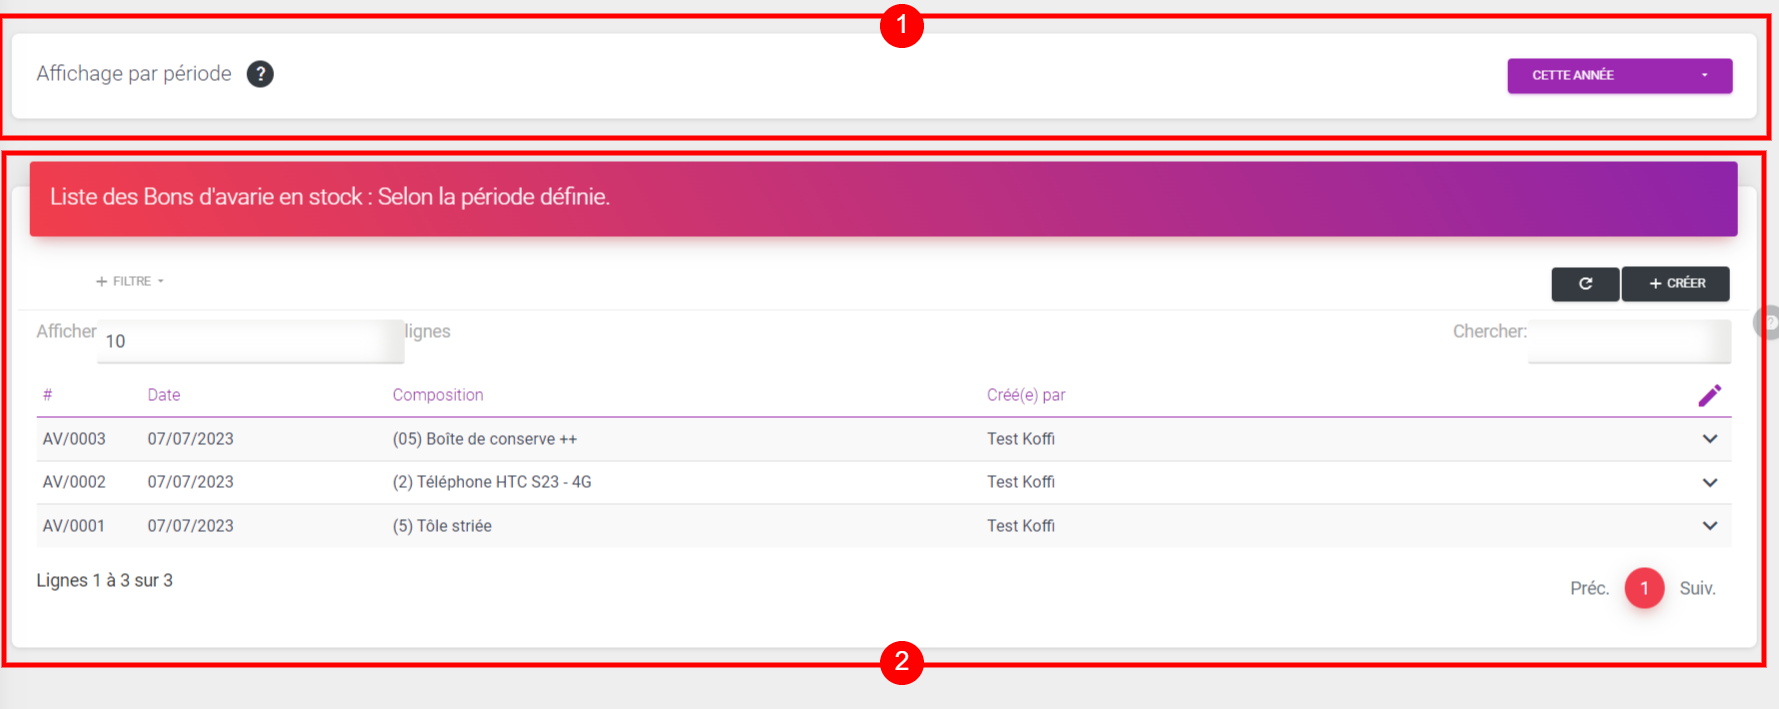 1
Affichage par période ?
CETTE ANNÉE
Liste des Bons d'avarie en stock : Selon la période définie.
+ FILTRE
+ CRÉER
Afficher 10 lignes
Chercher:
?
# Date Composition Créé(e) par
AV/0003 07/07/2023 (05) Boîte de conserve ++ Test Koffi
AV/0002 07/07/2023 (2) Téléphone HTC S23 - 4G Test Koffi
AV/0001 07/07/2023 (5) Tôle striée Test Koffi
Lignes 1 à 3 sur 3
Préc. 1 Suiv.
2